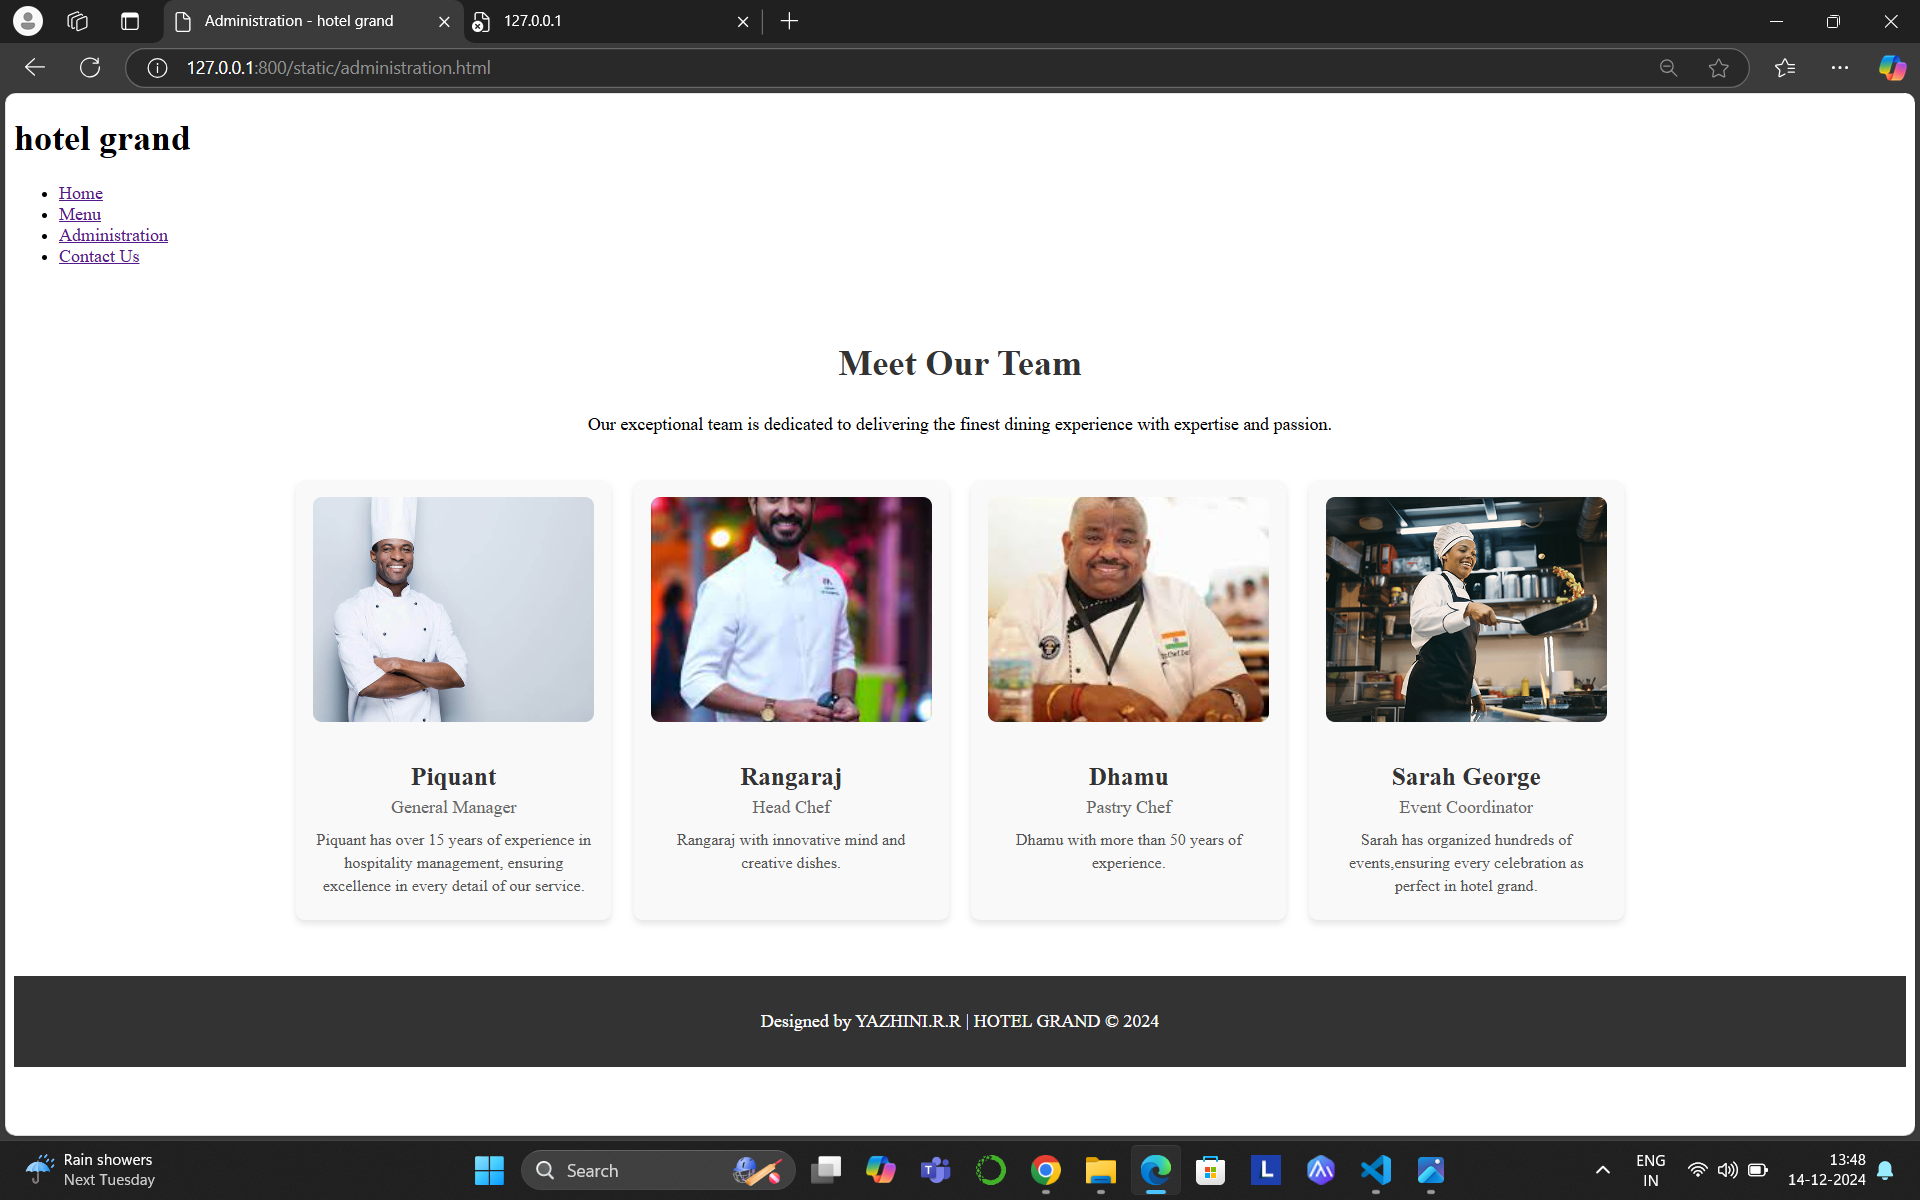 Administration - hotel grand
127.0.0.1
127.0.0.1:800/static/administration.html
hotel grand
Home
Menu
Administration
Contact Us
Meet Our Team
Our exceptional team is dedicated to delivering the finest dining experience with expertise and passion.
Piquant
General Manager
Piquant has over 15 years of experience in
hospitality management, ensuring
excellence in every detail of our service.
Rangaraj
Head Chef
Rangaraj with innovative mind and
creative dishes.
Dhamu
Pastry Chef
Dhamu with more than 50 years of
experience.
Sarah George
Event Coordinator
Sarah has organized hundreds of
events,ensuring every celebration as
perfect in hotel grand.
Designed by YAZHINI.R.R | HOTEL GRAND © 2024
Rain showers
Next Tuesday
Search
L
ENG
IN
13:48
14-12-2024